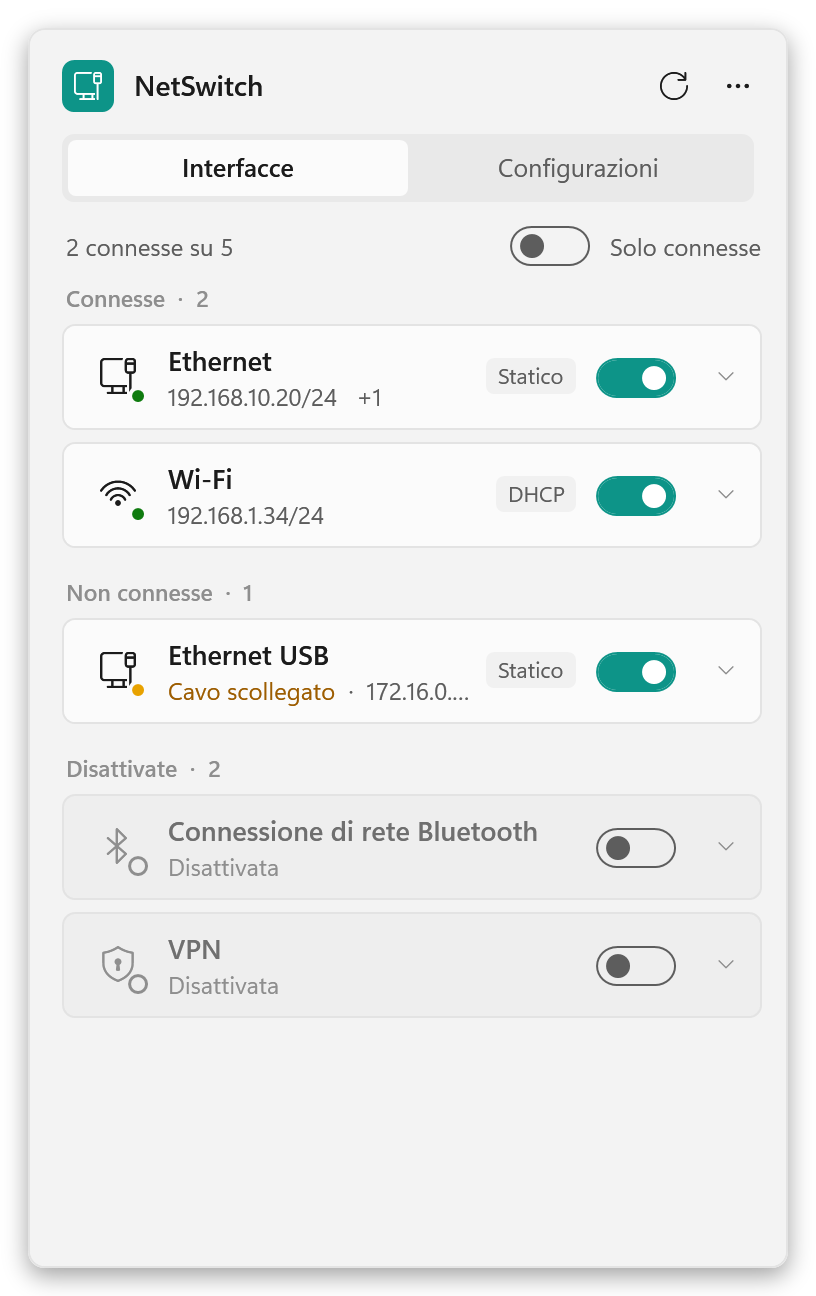 NetSwitch
Interfacce Configurazioni
2 connesse su 5 Solo connesse
Connesse · 2
Ethernet
192.168.10.20/24 +1 Statico
Wi-Fi
192.168.1.34/24 DHCP
Non connesse · 1
Ethernet USB
Cavo scollegato · 172.16.0.... Statico
Disattivate · 2
Connessione di rete Bluetooth
Disattivata
VPN
Disattivata